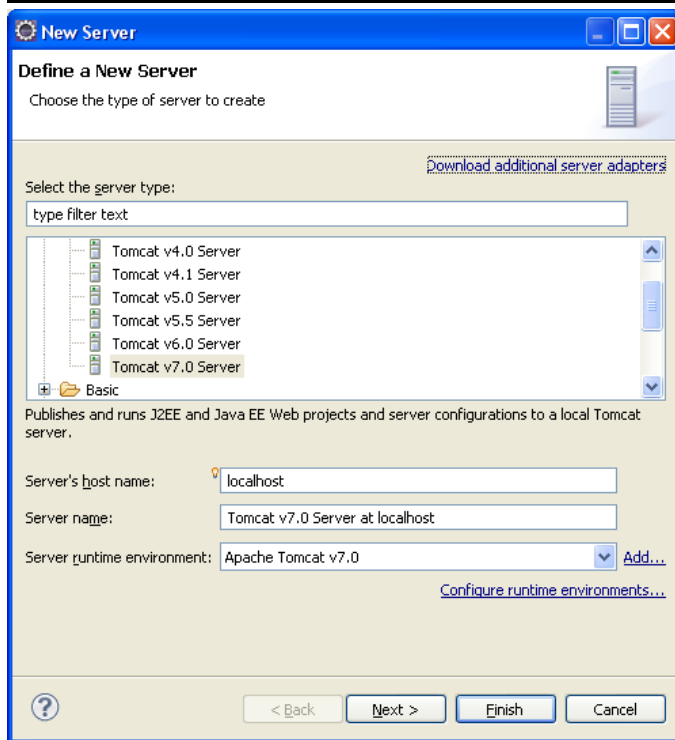 New Server
Define a New Server
Choose the type of server to create
Download additional server adapters
Select the server type:
type filter text
Tomcat v4.0 Server
Tomcat v4.1 Server
Tomcat v5.0 Server
Tomcat v5.5 Server
Tomcat v6.0 Server
Tomcat v7.0 Server
Basic
Publishes and runs J2EE and Java EE Web projects and server configurations to a local Tomcat
server.
Server's host name: localhost
Server name: Tomcat v7.0 Server at localhost
Server runtime environment: Apache Tomcat v7.0 Add...
Configure runtime environments...
? < Back Next > Finish Cancel